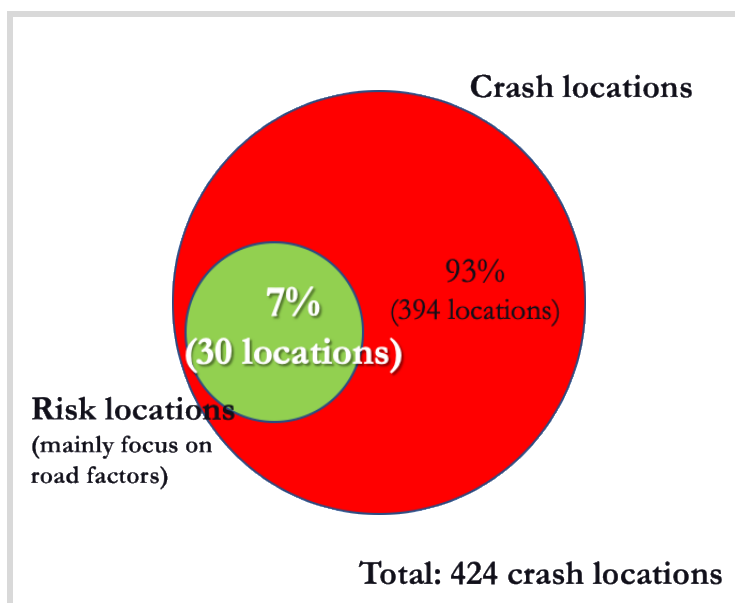 Crash locations
93%
(394 locations)
7%
(30 locations)
Risk locations
(mainly focus on
road factors)
Total: 424 crash locations